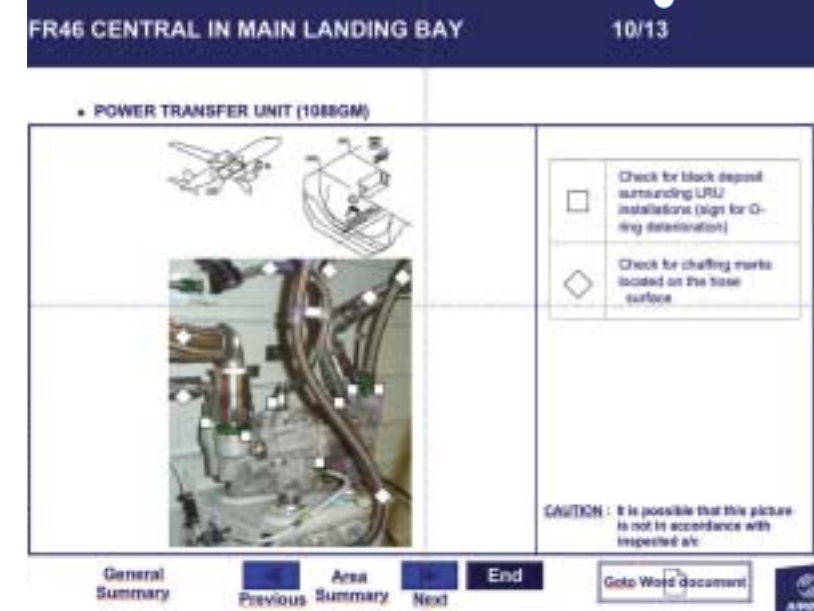 FR46 CENTRAL IN MAIN LANDING BAY
10/13
• POWER TRANSFER UNIT (1088GM)
Check for black deposit
surrounding LRU
installations (sign for O-
ring deterioration)
Check for chaffing marks
located on the hose
surface
CAUTION : It is possible that this picture
is not in accordance with
inspected a/c
General
Summary
Previous
Area
Summary
Next
End
Goto Word document